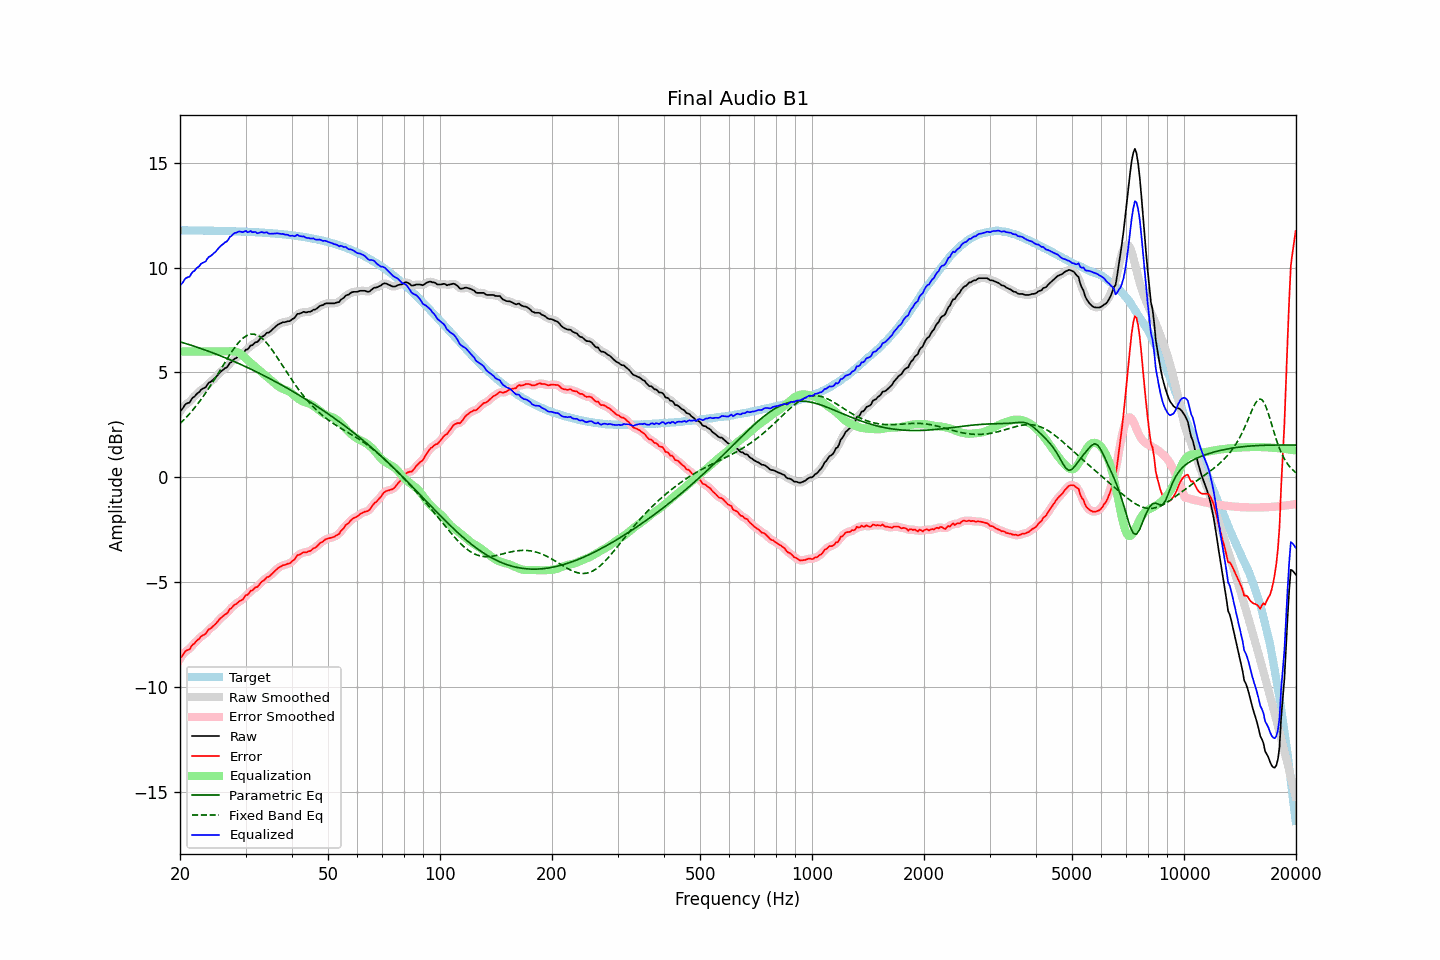 Final Audio B1
Amplitude (dBr)
15
10
5
0
−5
−10
−15
Target
Raw Smoothed
Error Smoothed
Raw
Error
Equalization
Parametric Eq
Fixed Band Eq
Equalized
20
50
100
200
500
1000
2000
5000
10000
20000
Frequency (Hz)